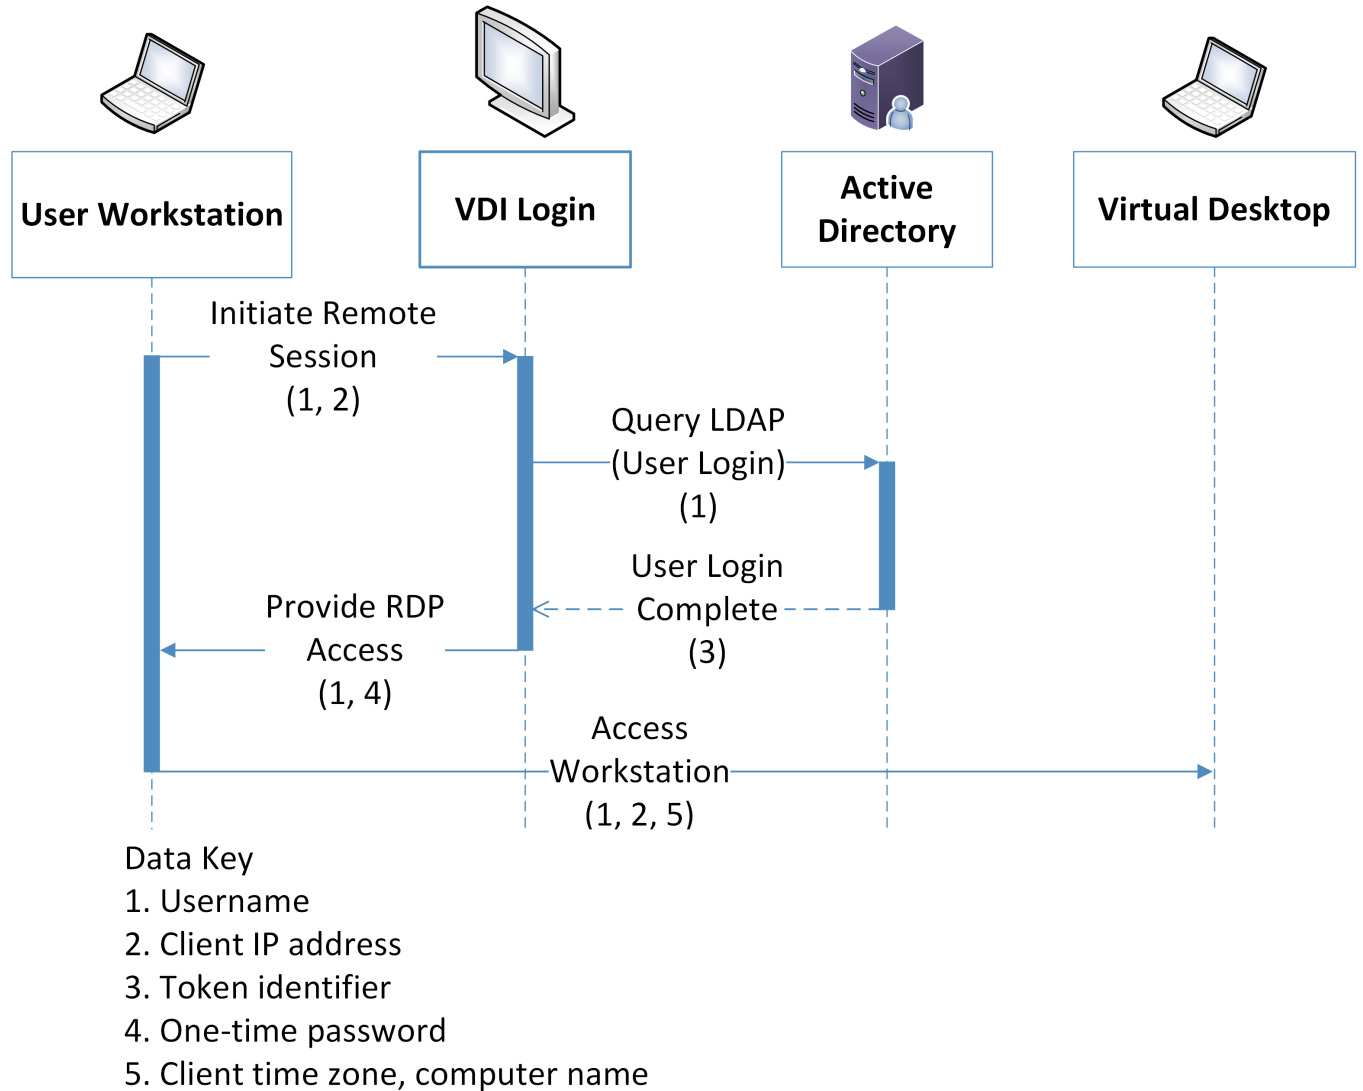 User Workstation
VDI Login
Active
Directory
Virtual Desktop
Initiate Remote
Session
(1, 2)
Query LDAP
(User Login)
(1)
User Login
Complete
(3)
Provide RDP
Access
(1, 4)
Access
Workstation
(1, 2, 5)
Data Key
1. Username
2. Client IP address
3. Token identifier
4. One-time password
5. Client time zone, computer name